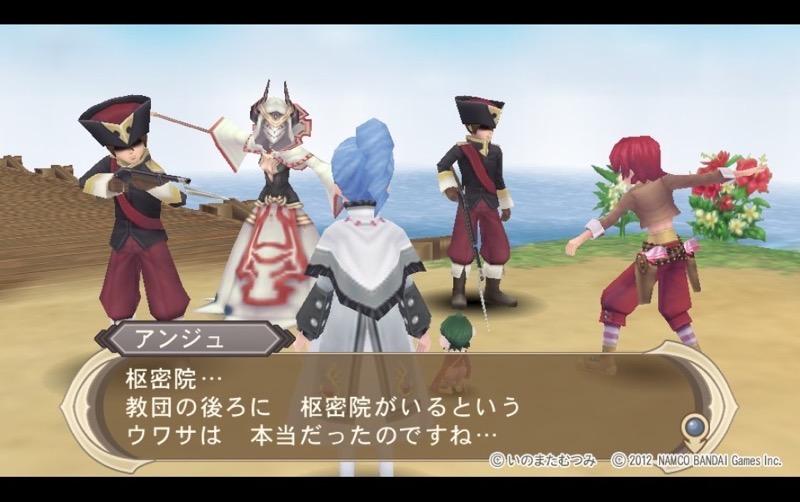 アンジュ
枢密院…
教団の後ろに　枢密院がいるという
ウワサは　本当だったのですね…
©いのまたむつみ　©2012 NAMCO BANDAI Games Inc.